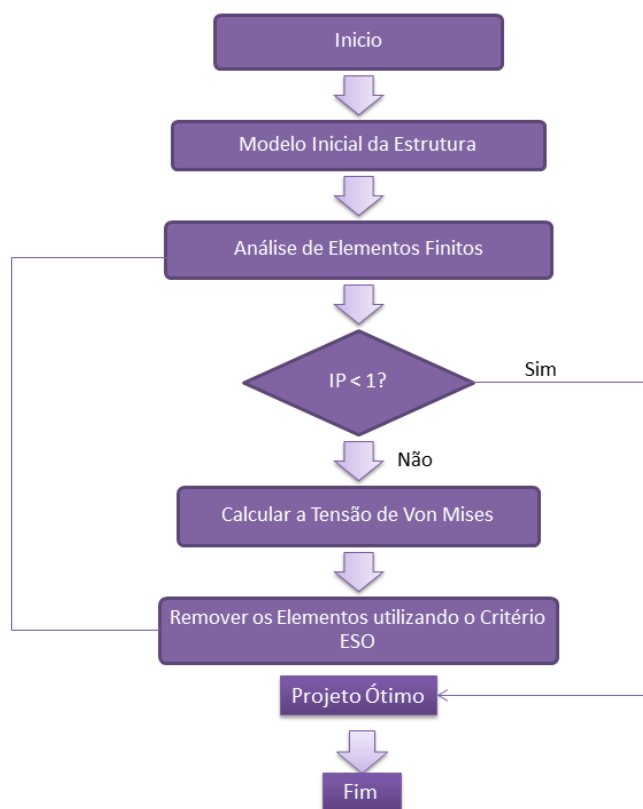 Inicio
Modelo Inicial da Estrutura
Análise de Elementos Finitos
IP < 1?
Sim
Não
Calcular a Tensão de Von Mises
Remover os Elementos utilizando o Critério
ESO
Projeto Ótimo
Fim